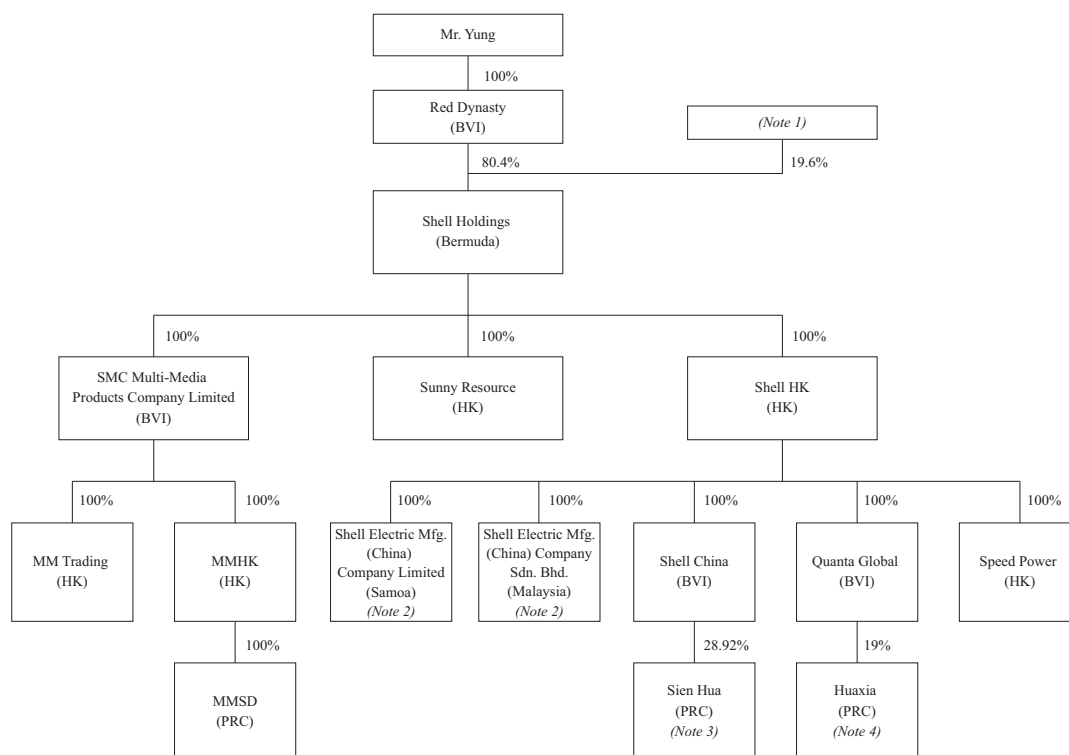 Mr. Yung
100%
Red Dynasty
(BVI)
(Note 1)
80.4%
19.6%
Shell Holdings
(Bermuda)
100%
100%
100%
SMC Multi-Media
Products Company Limited
(BVI)
Sunny Resource
(HK)
Shell HK
(HK)
100%
100%
100%
100%
100%
100%
100%
MM Trading
(HK)
MMHK
(HK)
Shell Electric Mfg.
(China)
Company Limited
(Samoa)
(Note 2)
Shell Electric Mfg.
(China) Company
Sdn. Bhd.
(Malaysia)
(Note 2)
Shell China
(BVI)
Quanta Global
(BVI)
Speed Power
(HK)
100%
28.92%
19%
MMSD
(PRC)
Sien Hua
(PRC)
(Note 3)
Huaxia
(PRC)
(Note 4)